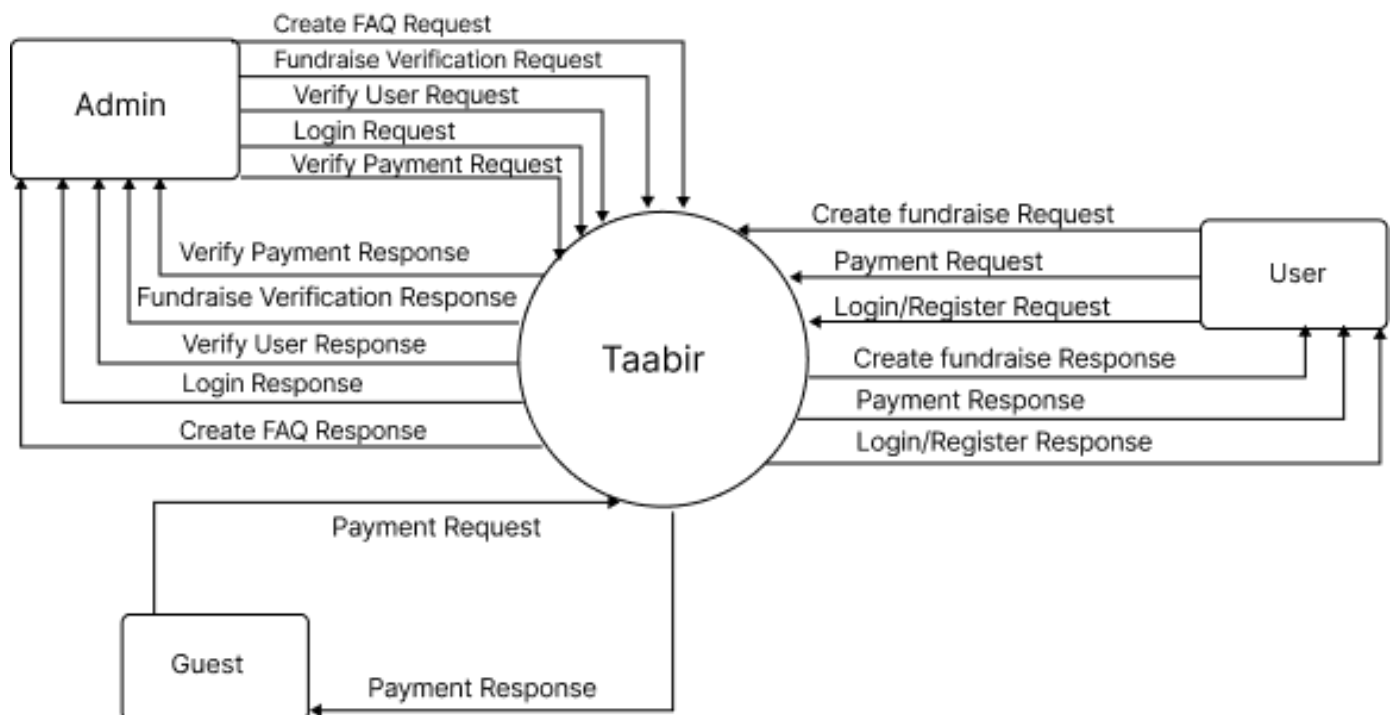 Create FAQ Request
Fundraise Verification Request
Admin
Verify User Request
Login Request
Verify Payment Request
Create fundraise Request
Verify Payment Response
Payment Request
User
Fundraise Verification Response
Login/Register Request
Verify User Response
Taabir
Create fundraise Response
Login Response
Payment Response
Create FAQ Response
Login/Register Response
Payment Request
Guest
Payment Response